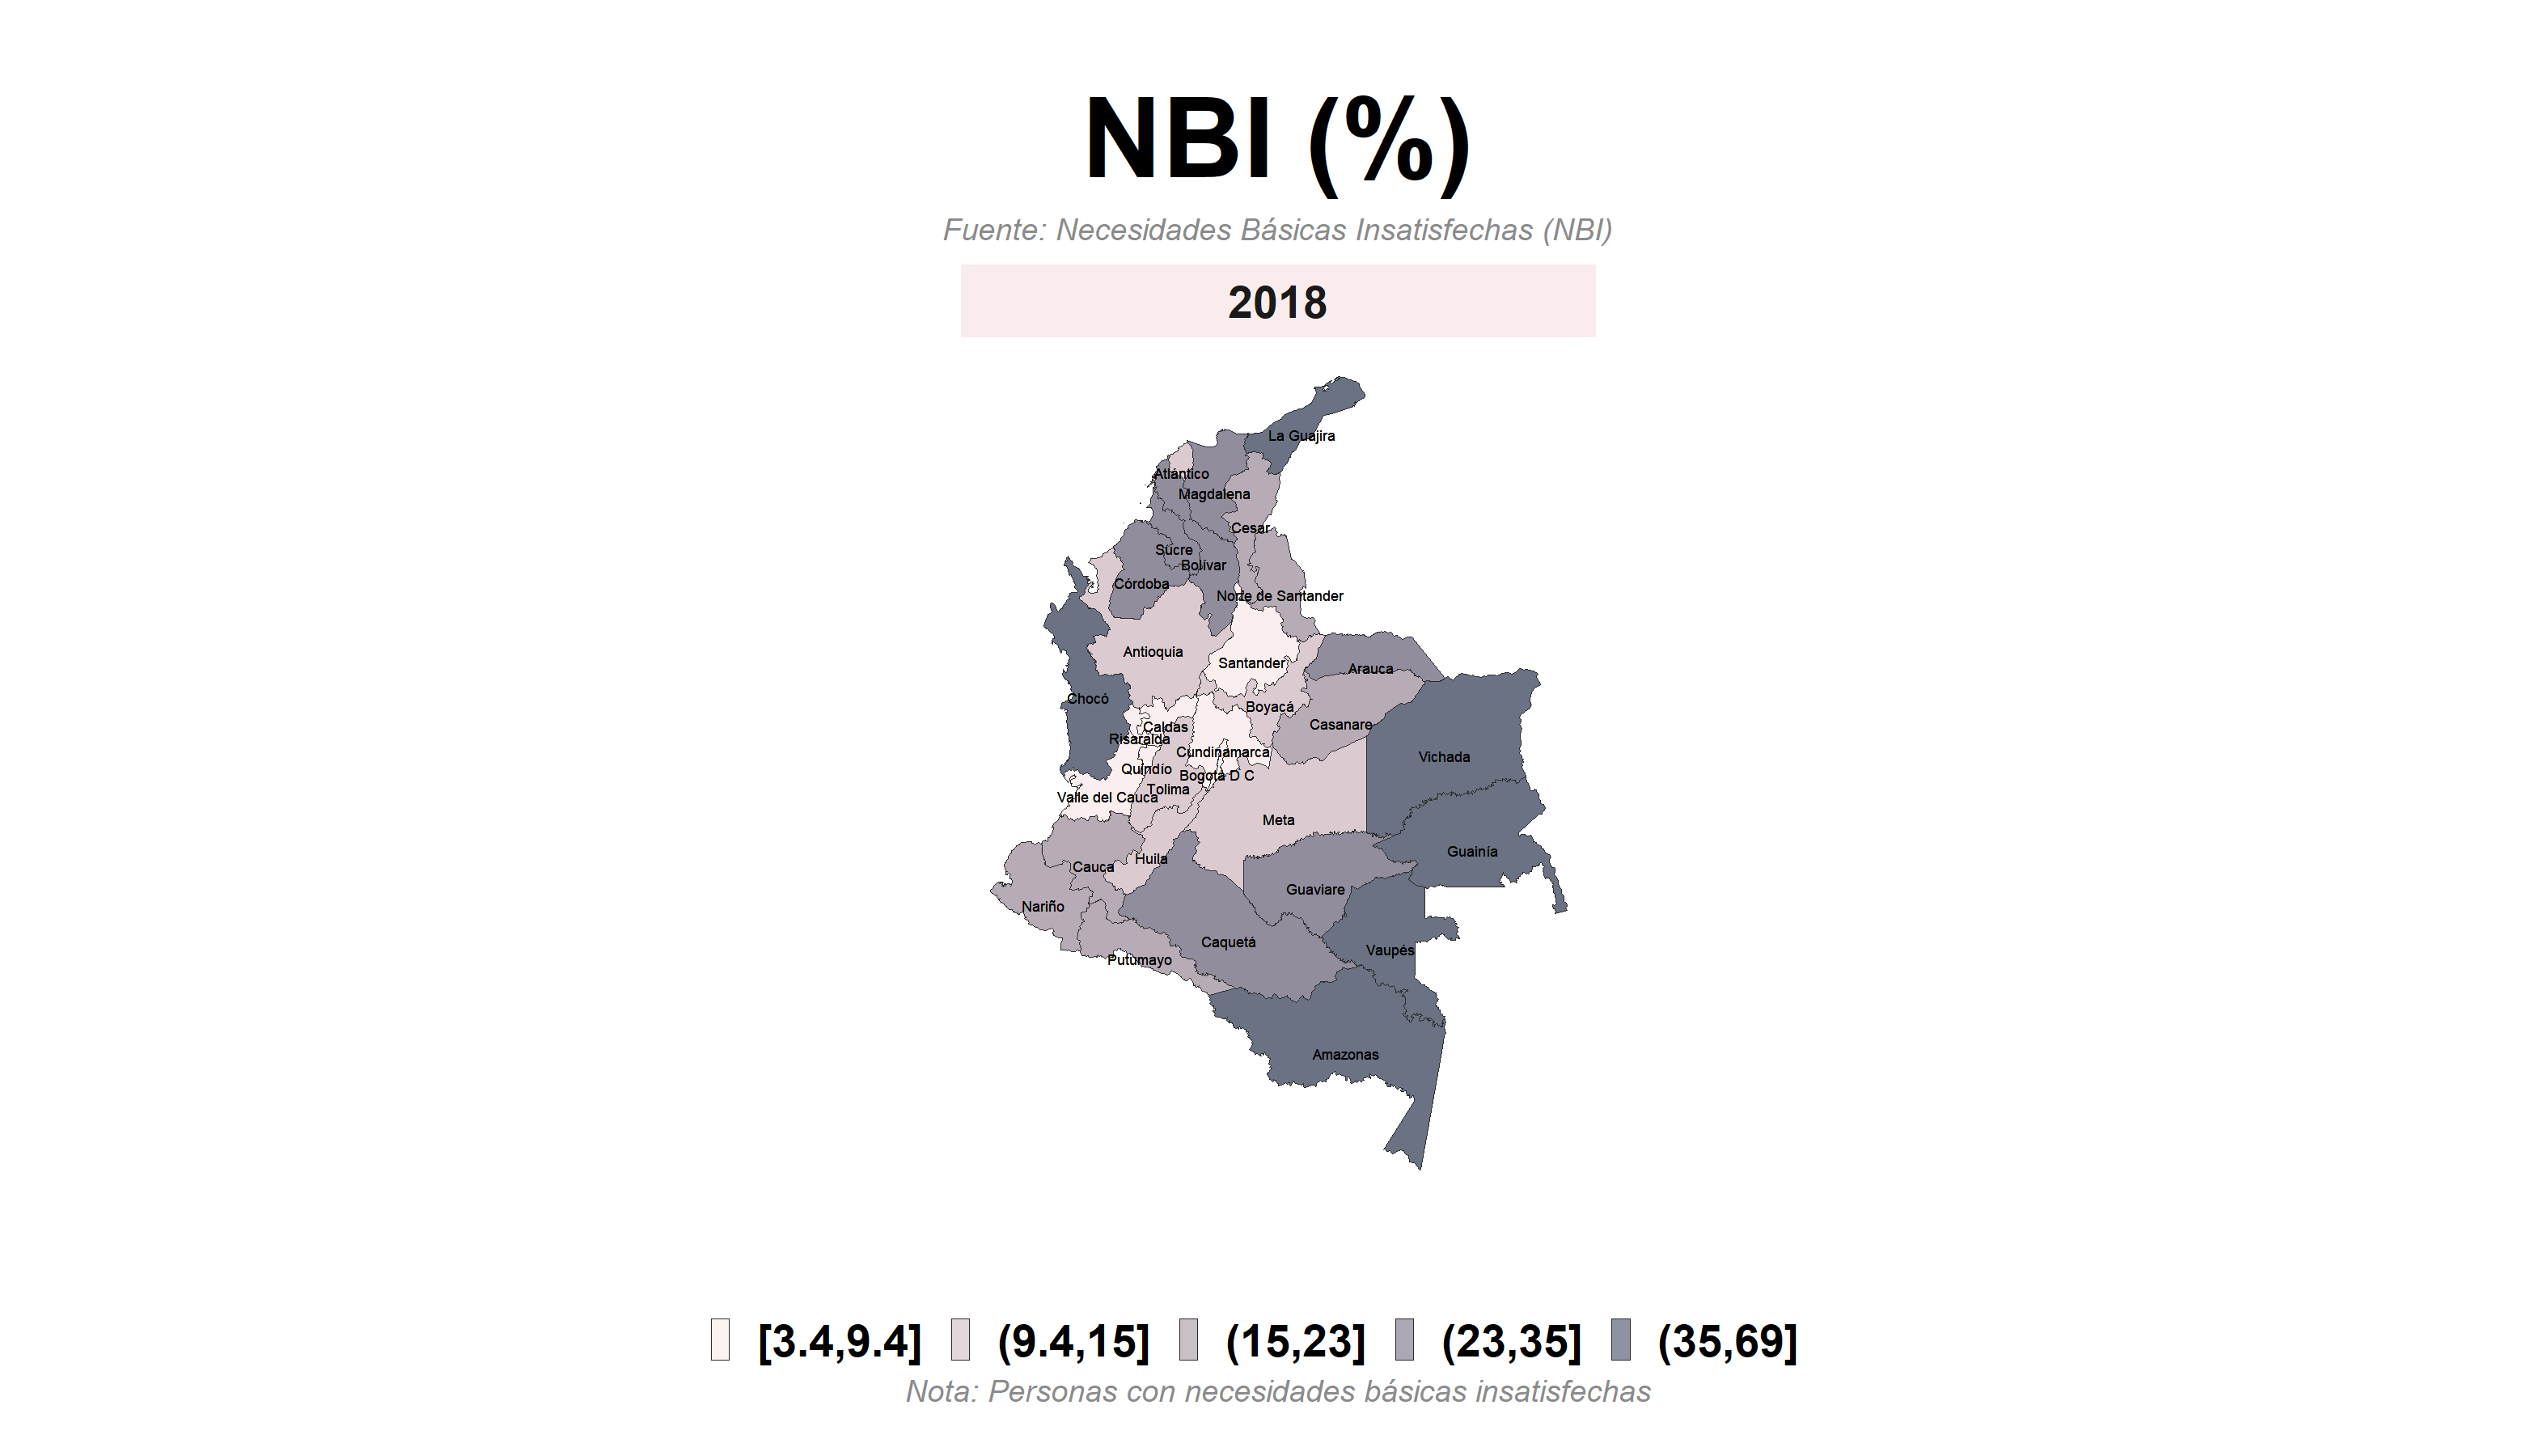 NBI (%)
Fuente: Necesidades Básicas Insatisfechas (NBI)
2018
La Guajira
Atlántico
Magdalena
Cesar
Sucre
Bolívar
Córdoba
Norte de Santander
Antioquia
Santander
Arauca
Chocó
Boyacá
Casanare
Caldas
Risaralda
Cundinamarca
Vichada
Quindío
Bogotá D C
Tolima
Valle del Cauca
Meta
Guainía
Huila
Cauca
Guaviare
Nariño
Caquetá
Vaupés
Putumayo
Amazonas
[3.4,9.4] (9.4,15] (15,23] (23,35] (35,69]
Nota: Personas con necesidades básicas insatisfechas